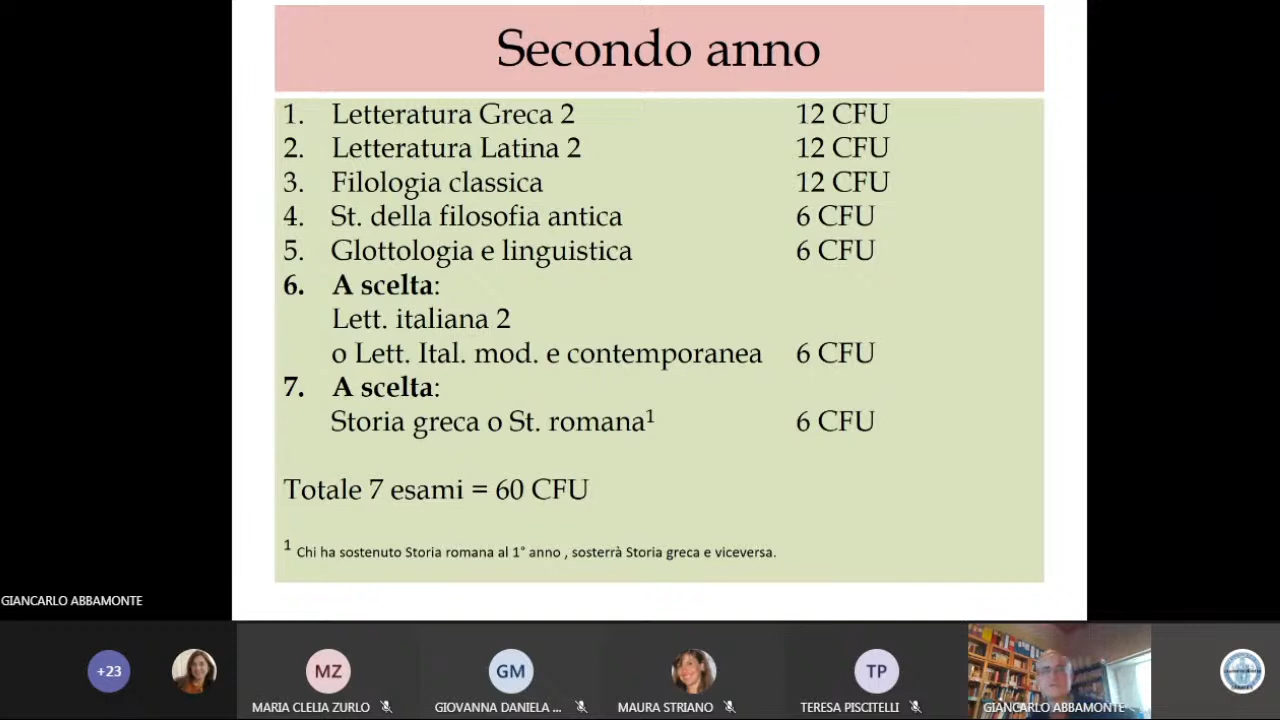 Secondo anno
1. Letteratura Greca 2 12 CFU
2. Letteratura Latina 2 12 CFU
3. Filologia classica 12 CFU
4. St. della filosofia antica 6 CFU
5. Glottologia e linguistica 6 CFU
6. A scelta:
Lett. italiana 2
o Lett. Ital. mod. e contemporanea 6 CFU
7. A scelta:
Storia greca o St. romana¹ 6 CFU
Totale 7 esami = 60 CFU
¹ Chi ha sostenuto Storia romana al 1° anno , sosterrà Storia greca e viceversa.
GIANCARLO ABBAMONTE
+23
MZ
MARIA CLELIA ZURLO
GM
GIOVANNA DANIELA ...
MAURA STRIANO
TP
TERESA PISCITELLI
GIANCARLO ABBAMONTE